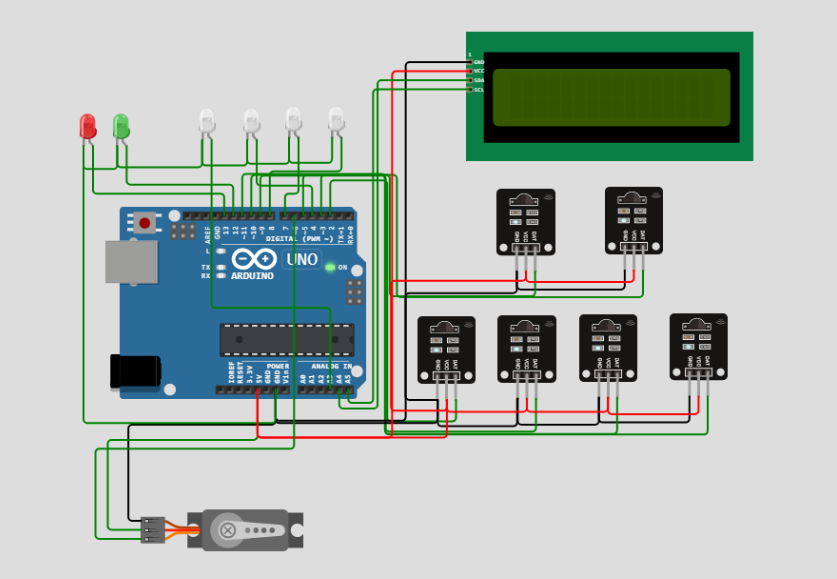 1
GND
VCC
SDA
SCL
AREF
GND
13
12
~11
~10
~9
8
7
~6
~5
4
~3
2
TX→1
RX←0
DIGITAL (PWM ~)
L
TX
RX
UNO
ON
ARDUINO
GND
VCC
DAT
GND
VCC
DAT
GND
VCC
DAT
GND
VCC
DAT
GND
VCC
DAT
GND
VCC
DAT
POWER
ANALOG IN
IOREF
RESET
3.3V
5V
GND
GND
Vin
A0
A1
A2
A3
A4
A5